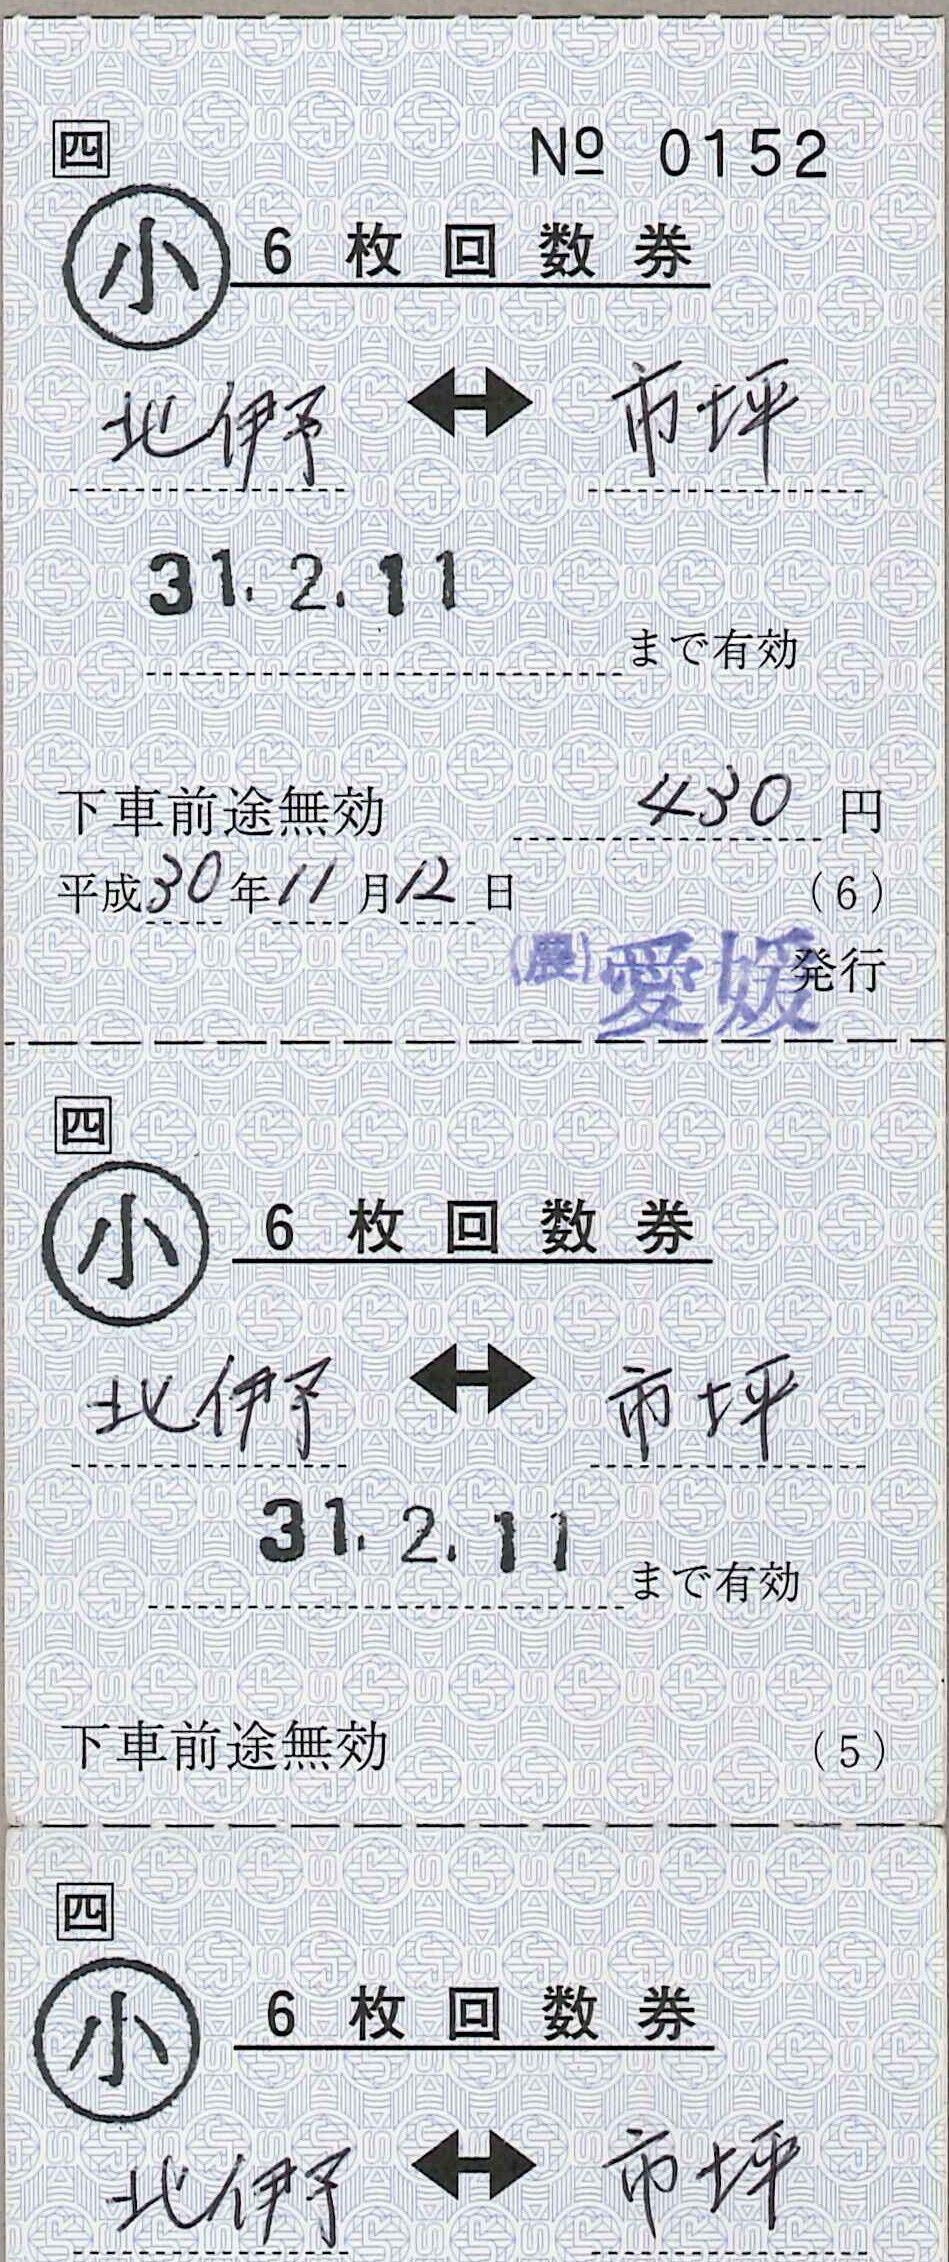 四
№ 0152
小 6枚回数券
北伊予 ↔ 市坪
31.2.11
まで有効
下車前途無効 430円
平成30年11月12日 (6)
(農)愛媛 発行
四
小 6枚回数券
北伊予 ↔ 市坪
31.2.11
まで有効
下車前途無効 (5)
四
小 6枚回数券
北伊予 ↔ 市坪